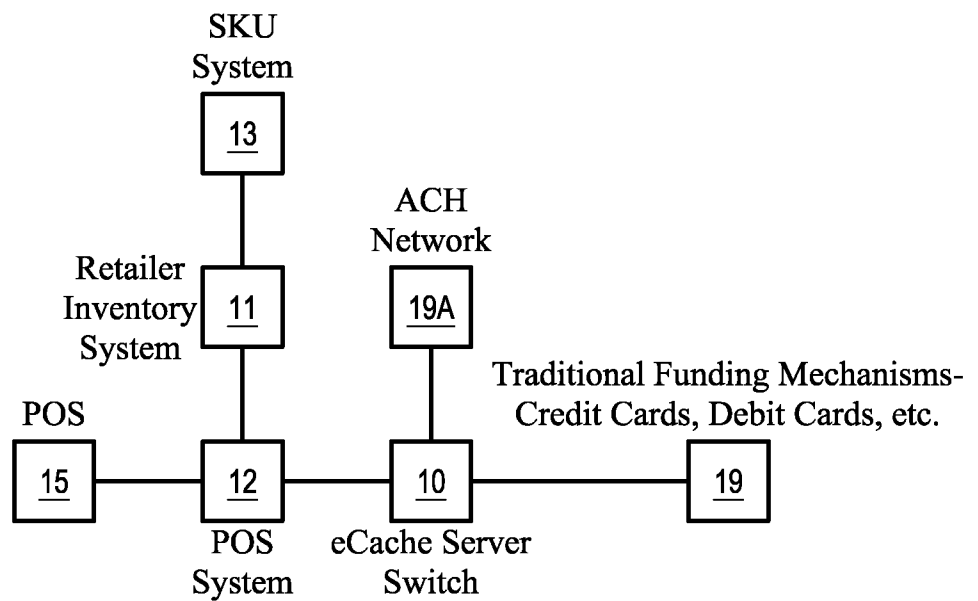 SKU
System
13
ACH
Network
Retailer
Inventory
System
11
19A
Traditional Funding Mechanisms-
Credit Cards, Debit Cards, etc.
POS
15
12
10
19
POS
System
eCache Server
Switch